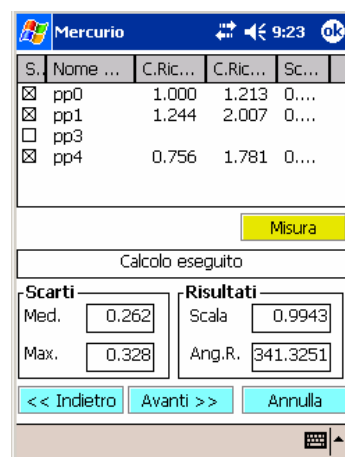 Mercurio 9:23 ok
S.. Nome ... C.Ric... C.Ric... Sc...
pp0 1.000 1.213 0....
pp1 1.244 2.007 0....
pp3
pp4 0.756 1.781 0....
Misura
Calcolo eseguito
Scarti Risultati
Med. 0.262 Scala 0.9943
Max. 0.328 Ang.R. 341.3251
<< Indietro Avanti >> Annulla